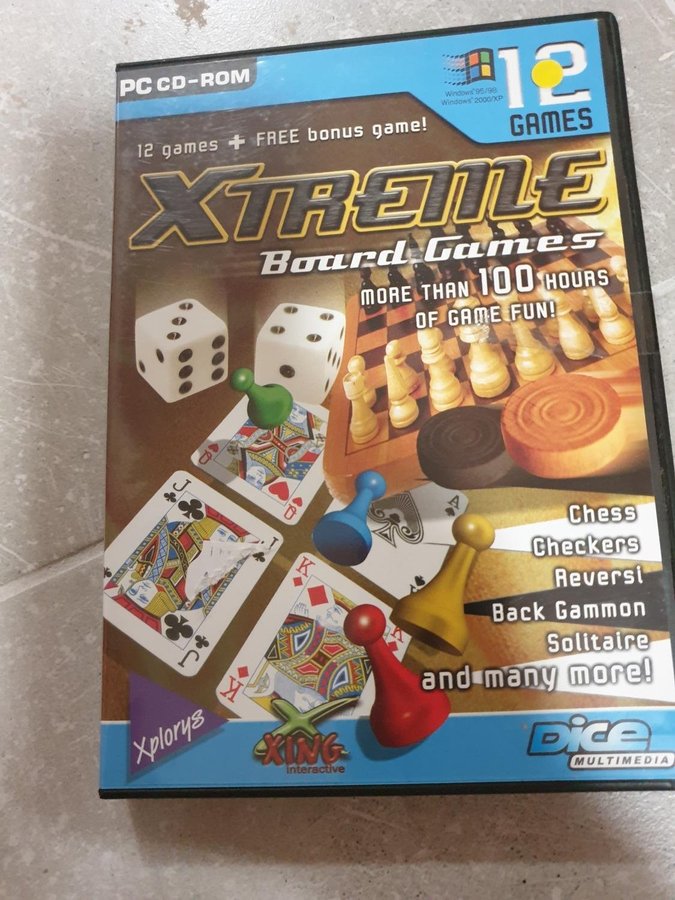 PC CD-ROM
Windows 95/98
Windows 2000/XP
12
GAMES
12 games + FREE bonus game!
XTREME
Board Games
MORE THAN 100 HOURS
OF GAME FUN!
Q
J
A
K
K
J
Chess
Checkers
Reversi
Back Gammon
Solitaire
and many more!
Xplorys
X
XING
interactive
Dice
MULTIMEDIA